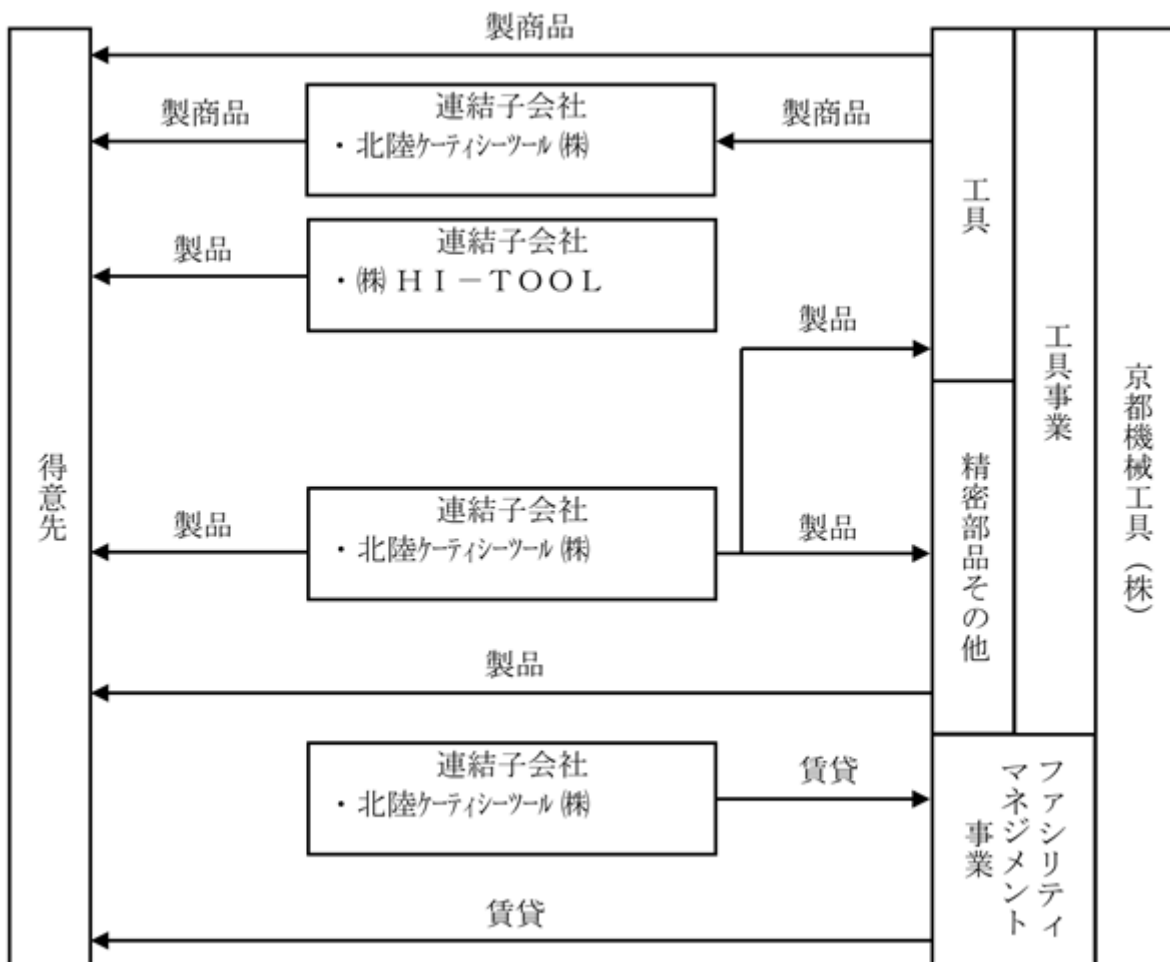 製商品
連結子会社
製商品
製商品
・北陸ケーティシーツール㈱
工具
連結子会社
製品
・㈱ＨＩ－ＴＯＯＬ
製品
工具事業
京都機械工具（株）
得意先
精密部品その他
連結子会社
製品
製品
・北陸ケーティシーツール㈱
製品
連結子会社
賃貸
・北陸ケーティシーツール㈱
ファシリティ
マネジメント
事業
賃貸